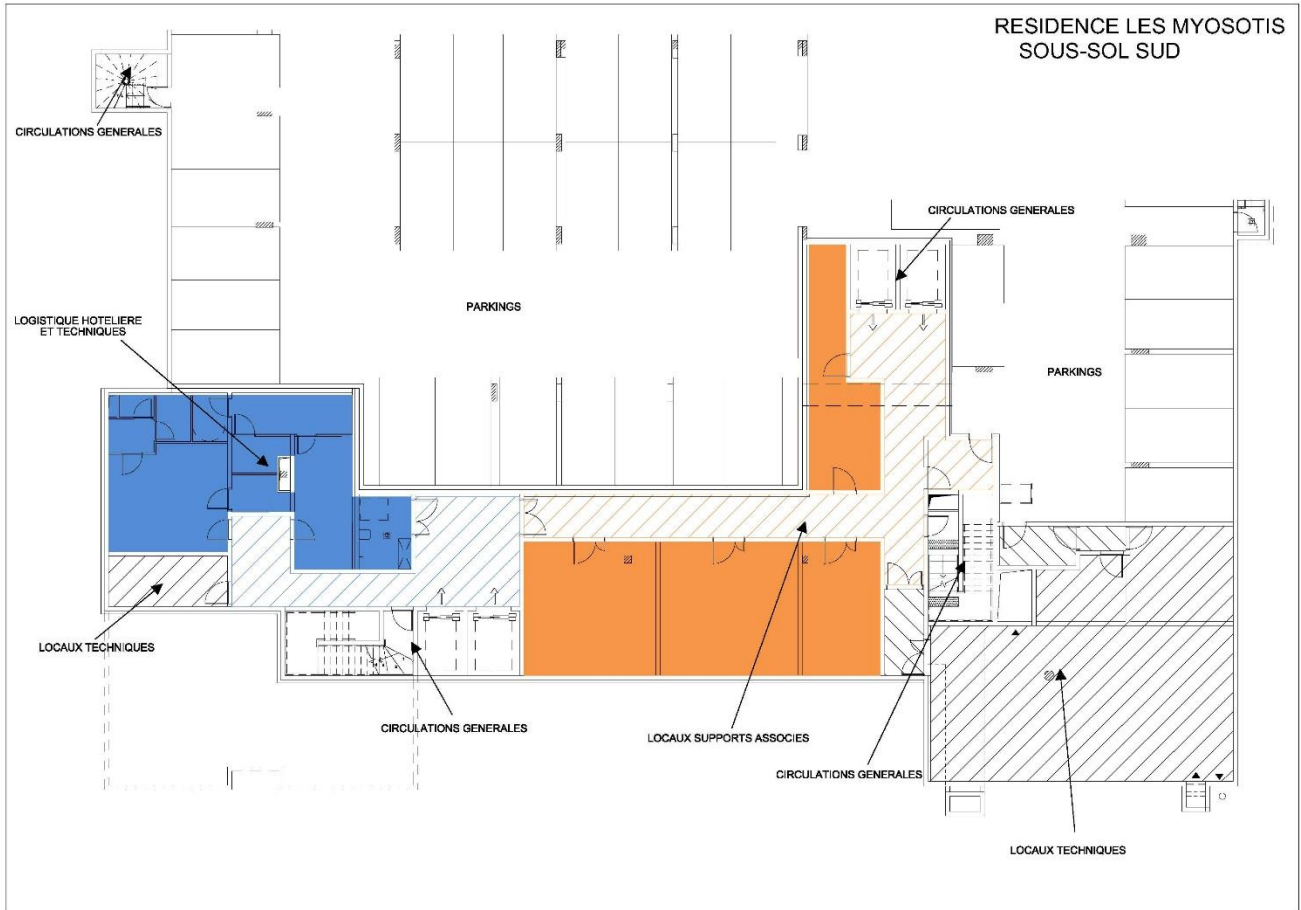 RESIDENCE LES MYOSOTIS
SOUS-SOL SUD
CIRCULATIONS GENERALES
CIRCULATIONS GENERALES
PARKINGS
LOGISTIQUE HOTELIERE
ET TECHNIQUES
PARKINGS
LOCAUX TECHNIQUES
CIRCULATIONS GENERALES
LOCAUX SUPPORTS ASSOCIES
CIRCULATIONS GENERALES
LOCAUX TECHNIQUES